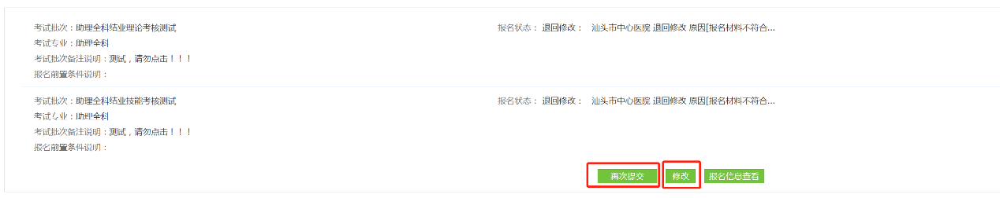 考试批次：助理全科结业理论考核测试 报名状态： 退回修改： 汕头市中心医院 退回修改 原因[报名材料不符合...
考试专业：助理全科
考试批次备注说明：测试，请勿点击！！！
报名前置条件说明：
考试批次：助理全科结业技能考核测试 报名状态： 退回修改： 汕头市中心医院 退回修改 原因[报名材料不符合...
考试专业：助理全科
考试批次备注说明：测试，请勿点击！！！
报名前置条件说明：
再次提交 修改 报名信息查看